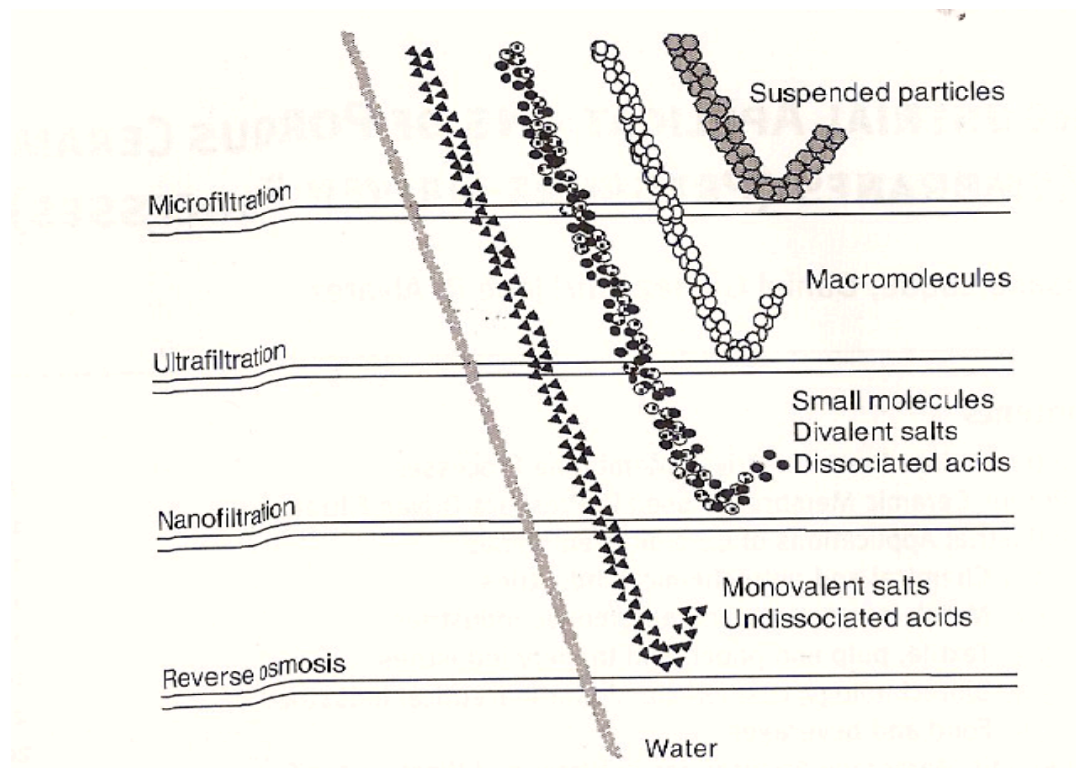 Suspended particles
Microfiltration
Macromolecules
Ultrafiltration
Small molecules
Divalent salts
Dissociated acids
Nanofiltration
Monovalent salts
Undissociated acids
Reverse osmosis
Water